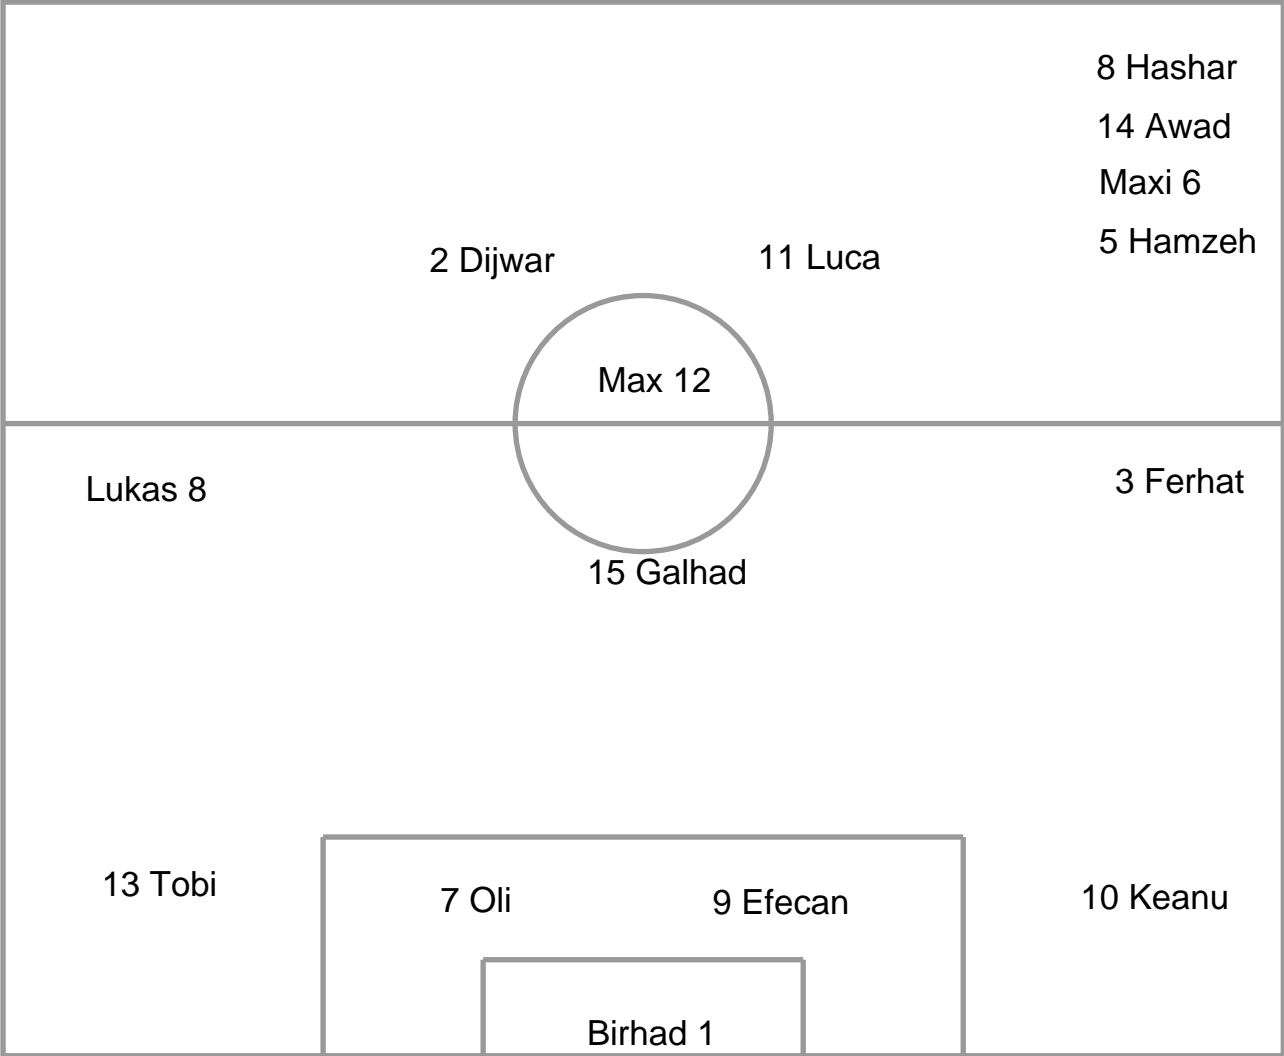 8 Hashar
14 Awad
Maxi 6
5 Hamzeh
2 Dijwar
11 Luca
Max 12
Lukas 8
3 Ferhat
15 Galhad
13 Tobi
7 Oli
9 Efecan
10 Keanu
Birhad 1